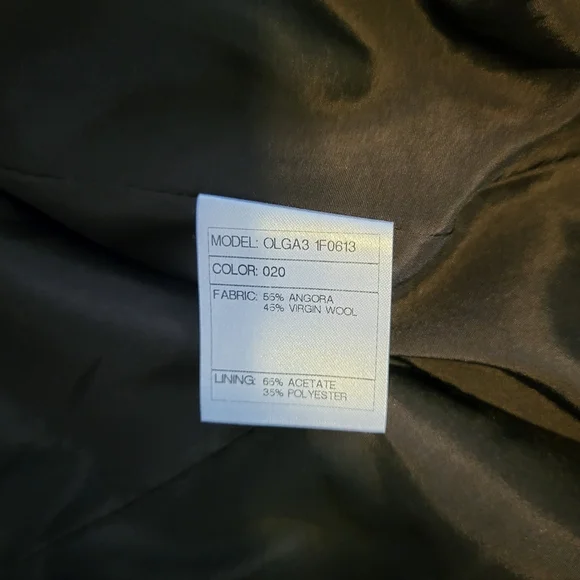 MODEL: OLGA3 1F0613
COLOR: 020
FABRIC: 55% ANGORA
45% VIRGIN WOOL
LINING: 65% ACETATE
35% POLYESTER